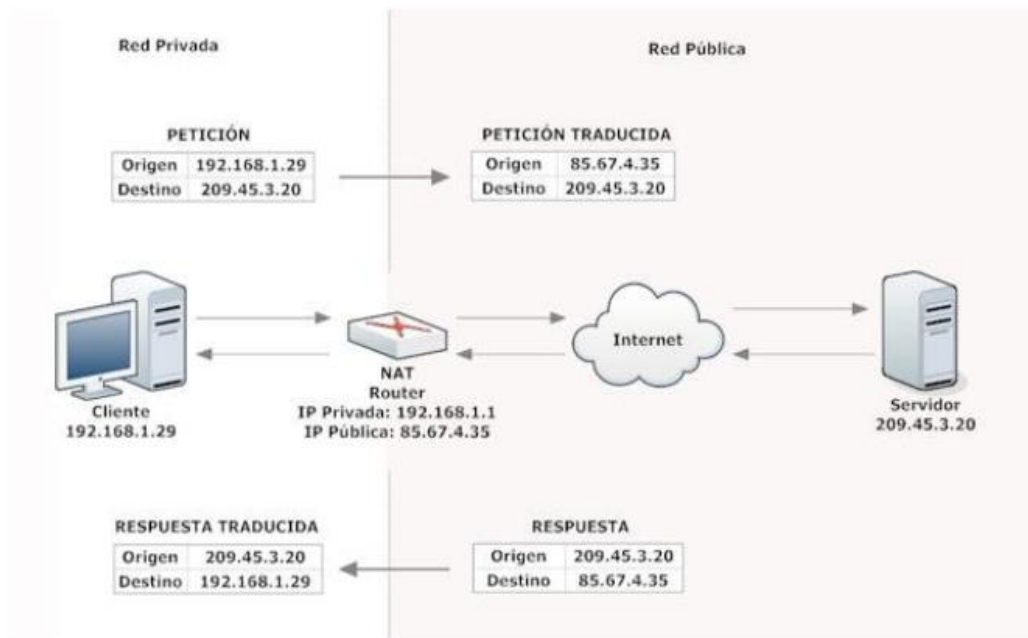 Red Privada
Red Pública
PETICIÓN
Origen 192.168.1.29
Destino 209.45.3.20
PETICIÓN TRADUCIDA
Origen 85.67.4.35
Destino 209.45.3.20
Cliente
192.168.1.29
NAT
Router
IP Privada: 192.168.1.1
IP Pública: 85.67.4.35
Internet
Servidor
209.45.3.20
RESPUESTA TRADUCIDA
Origen 209.45.3.20
Destino 192.168.1.29
RESPUESTA
Origen 209.45.3.20
Destino 85.67.4.35